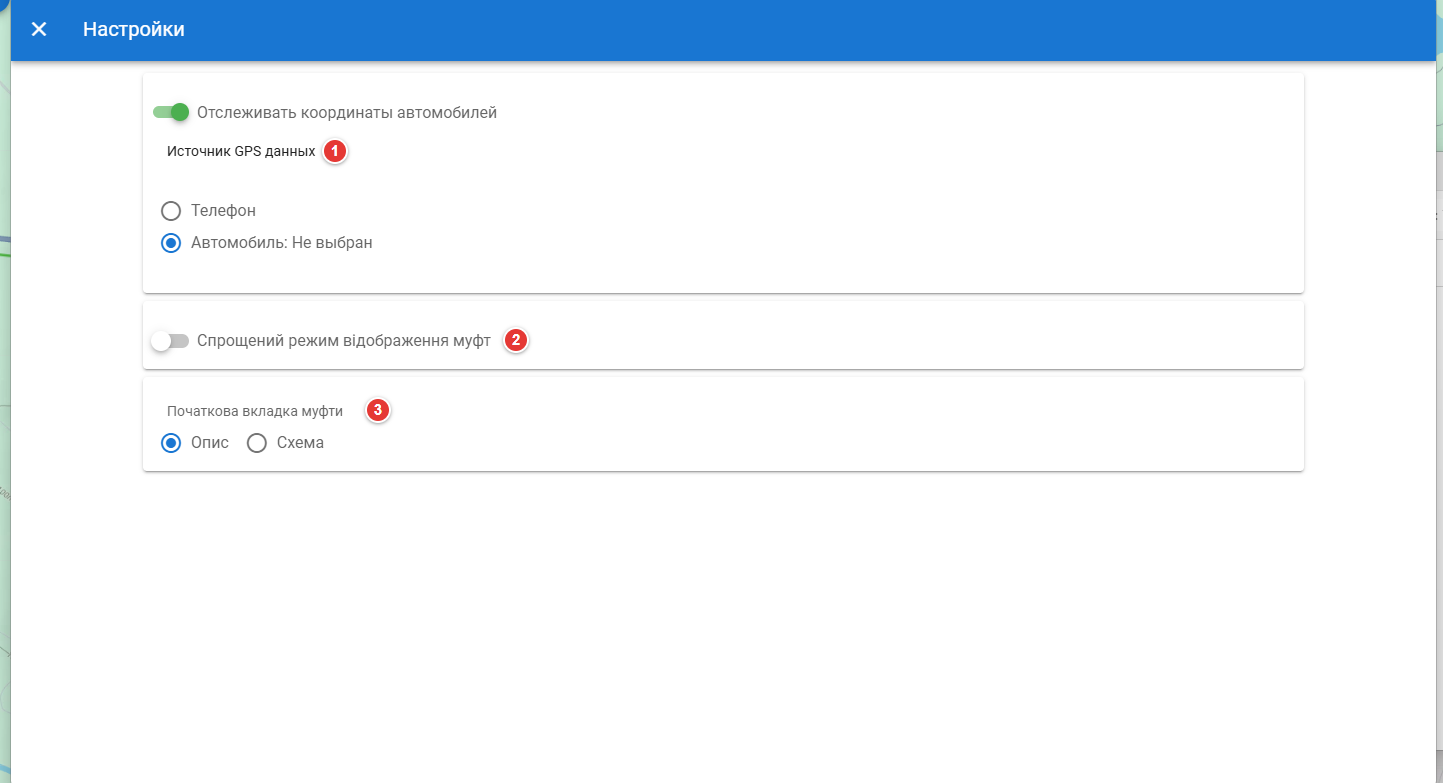 Настройки
Отслеживать координаты автомобилей
Источник GPS данных 1
Телефон
Автомобиль: Не выбран
Спрощений режим відображення муфт 2
Початкова вкладка муфти 3
Опис Схема